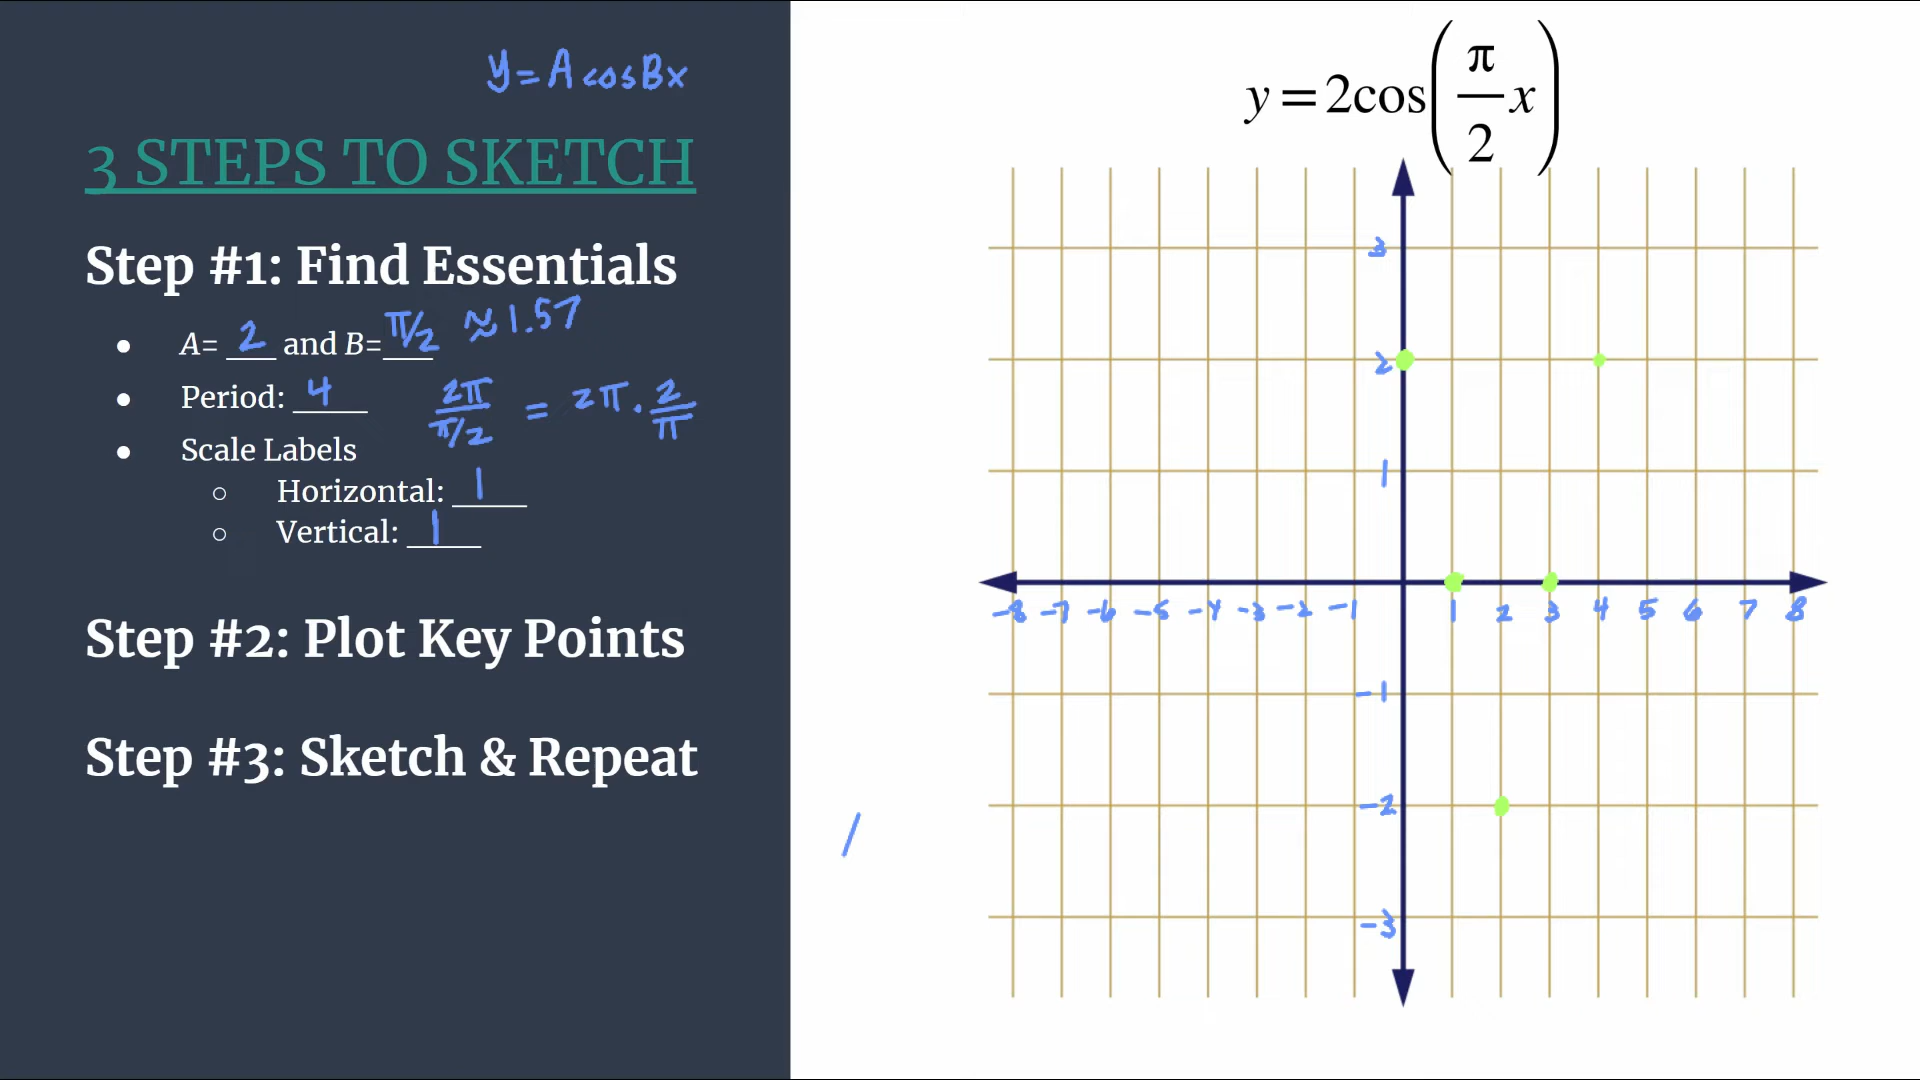 y = A cos Bx
3 STEPS TO SKETCH
Step #1: Find Essentials
● A= 2 and B= π/2 ≈ 1.57
● Period: 4 2π/(π/2) = 2π · 2/π
● Scale Labels
○ Horizontal: 1
○ Vertical: 1
Step #2: Plot Key Points
Step #3: Sketch & Repeat
/
y = 2cos(π/2 x)
3
2
1
-8 -7 -6 -5 -4 -3 -2 -1 1 2 3 4 5 6 7 8
-1
-2
-3